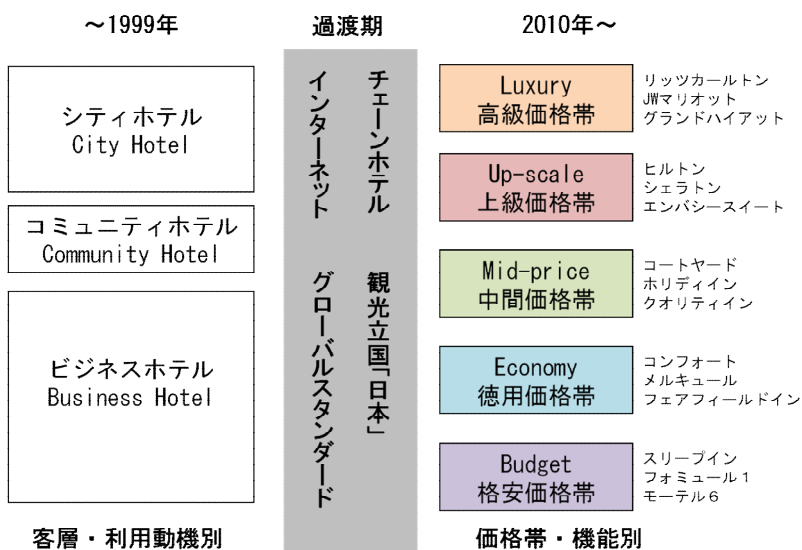 ～1999年
過渡期
2010年～
シティホテル
City Hotel
コミュニティホテル
Community Hotel
ビジネスホテル
Business Hotel
客層・利用動機別
チェーンホテル
インターネット
観光立国「日本」
グローバルスタンダード
Luxury
高級価格帯
リッツカールトン
JWマリオット
グランドハイアット
Up-scale
上級価格帯
ヒルトン
シェラトン
エンバシースイート
Mid-price
中間価格帯
コートヤード
ホリディイン
クオリティイン
Economy
徳用価格帯
コンフォート
メルキュール
フェアフィールドイン
Budget
格安価格帯
スリープイン
フォミュール１
モーテル６
価格帯・機能別